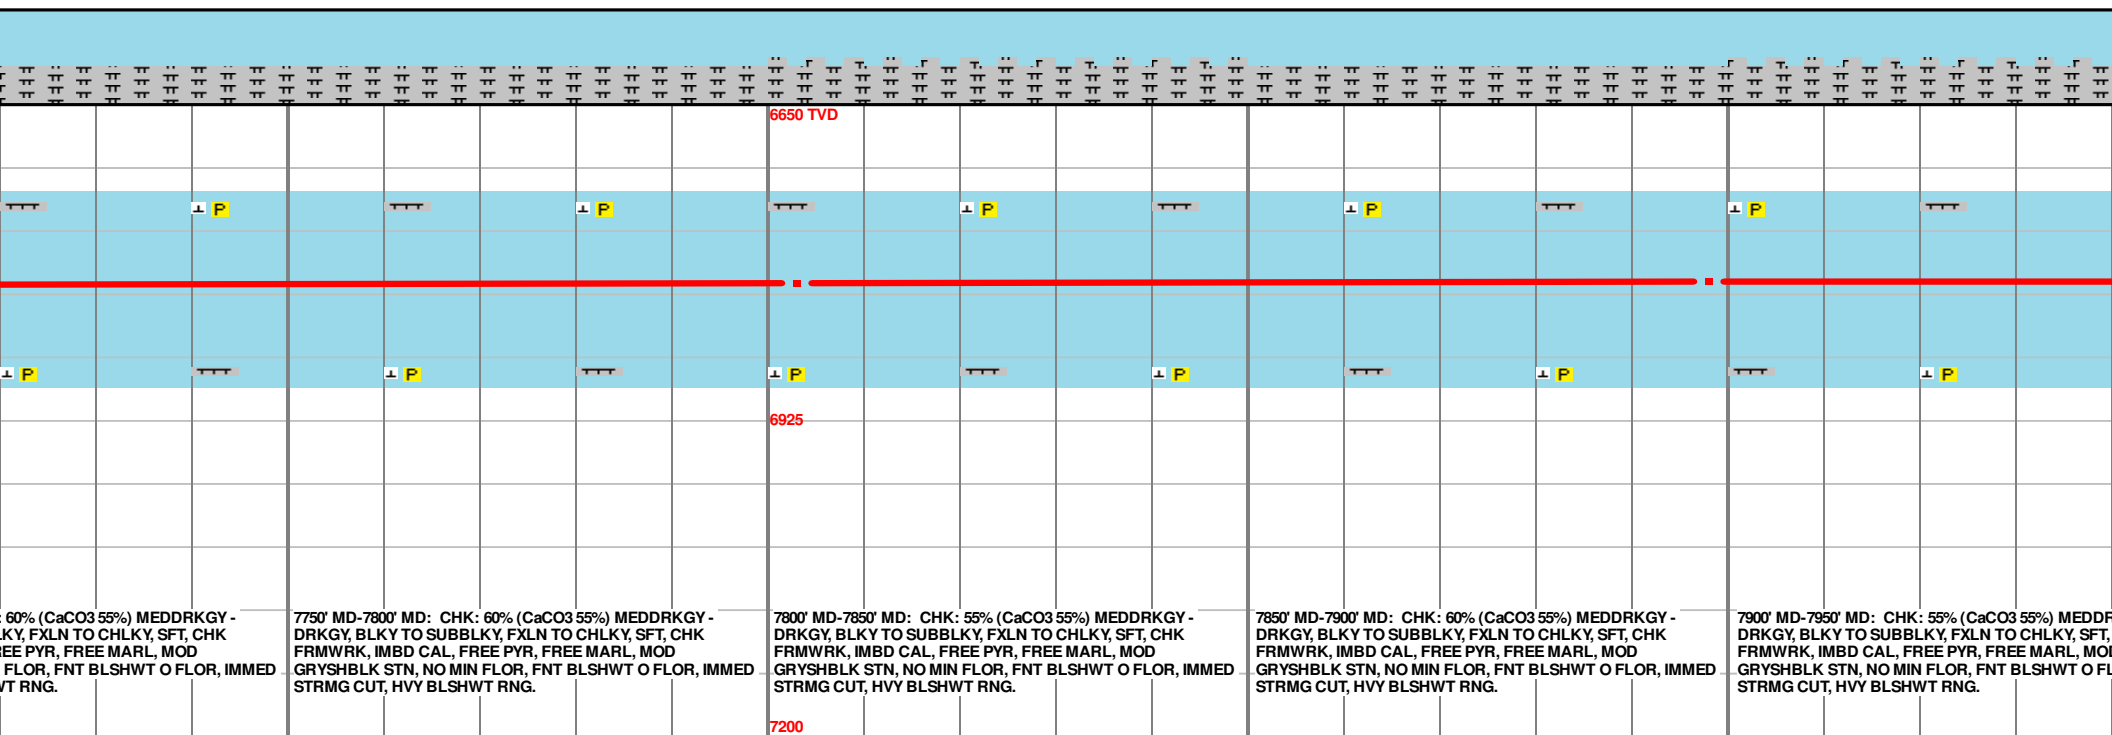 6650 TVD
P P P P P
P P P P P
6925
: 60% (CaCO3 55%) MEDDRKGY -
KY, FXLN TO CHLKY, SFT, CHK
EE PYR, FREE MARL, MOD
FLOR, FNT BLSHWT O FLOR, IMMED
T RNG.
7750' MD-7800' MD: CHK: 60% (CaCO3 55%) MEDDRKGY -
DRKGY, BLKY TO SUBBLKY, FXLN TO CHLKY, SFT, CHK
FRMWRK, IMBD CAL, FREE PYR, FREE MARL, MOD
GRYSHBLK STN, NO MIN FLOR, FNT BLSHWT O FLOR, IMMED
STRMG CUT, HVY BLSHWT RNG.
7800' MD-7850' MD: CHK: 55% (CaCO3 55%) MEDDRKGY -
DRKGY, BLKY TO SUBBLKY, FXLN TO CHLKY, SFT, CHK
FRMWRK, IMBD CAL, FREE PYR, FREE MARL, MOD
GRYSHBLK STN, NO MIN FLOR, FNT BLSHWT O FLOR, IMMED
STRMG CUT, HVY BLSHWT RNG.
7850' MD-7900' MD: CHK: 60% (CaCO3 55%) MEDDRKGY -
DRKGY, BLKY TO SUBBLKY, FXLN TO CHLKY, SFT, CHK
FRMWRK, IMBD CAL, FREE PYR, FREE MARL, MOD
GRYSHBLK STN, NO MIN FLOR, FNT BLSHWT O FLOR, IMMED
STRMG CUT, HVY BLSHWT RNG.
7900' MD-7950' MD: CHK: 55% (CaCO3 55%) MEDDR
DRKGY, BLKY TO SUBBLKY, FXLN TO CHLKY, SFT,
FRMWRK, IMBD CAL, FREE PYR, FREE MARL, MOD
GRYSHBLK STN, NO MIN FLOR, FNT BLSHWT O FL
STRMG CUT, HVY BLSHWT RNG.
7200